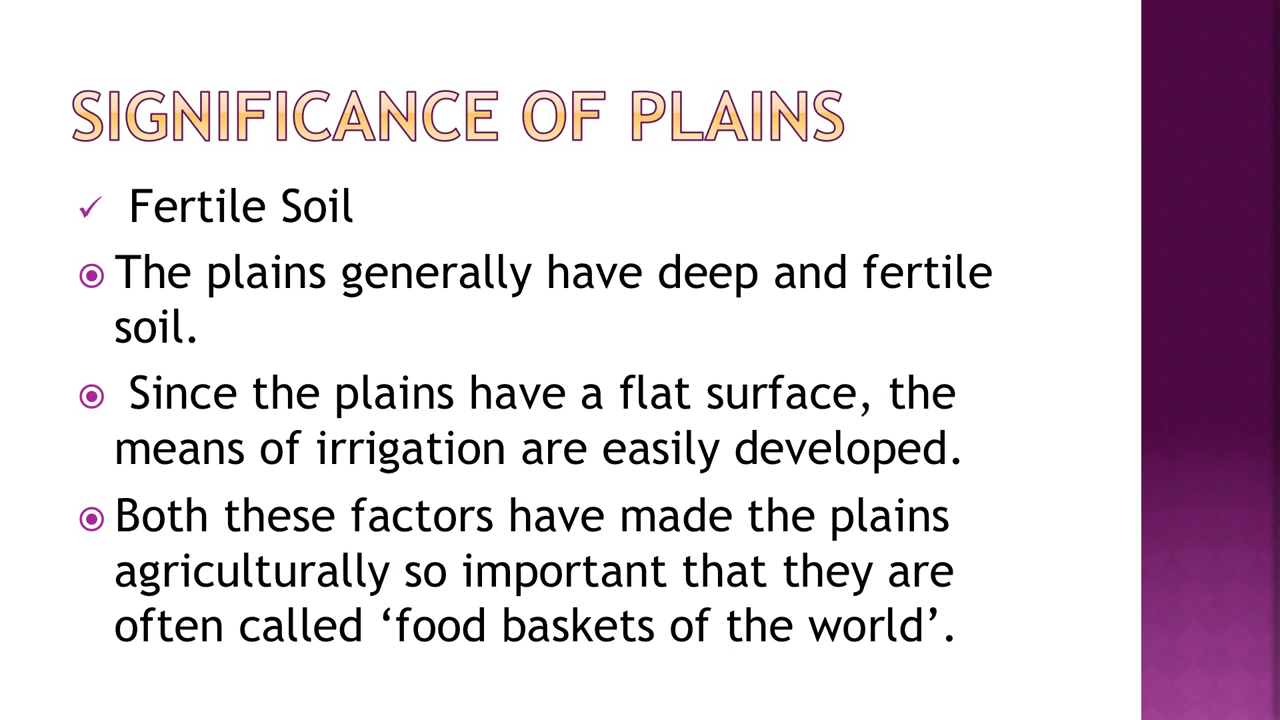 SIGNIFICANCE OF PLAINS
✓ Fertile Soil
The plains generally have deep and fertile
soil.
Since the plains have a flat surface, the
means of irrigation are easily developed.
Both these factors have made the plains
agriculturally so important that they are
often called ‘food baskets of the world’.